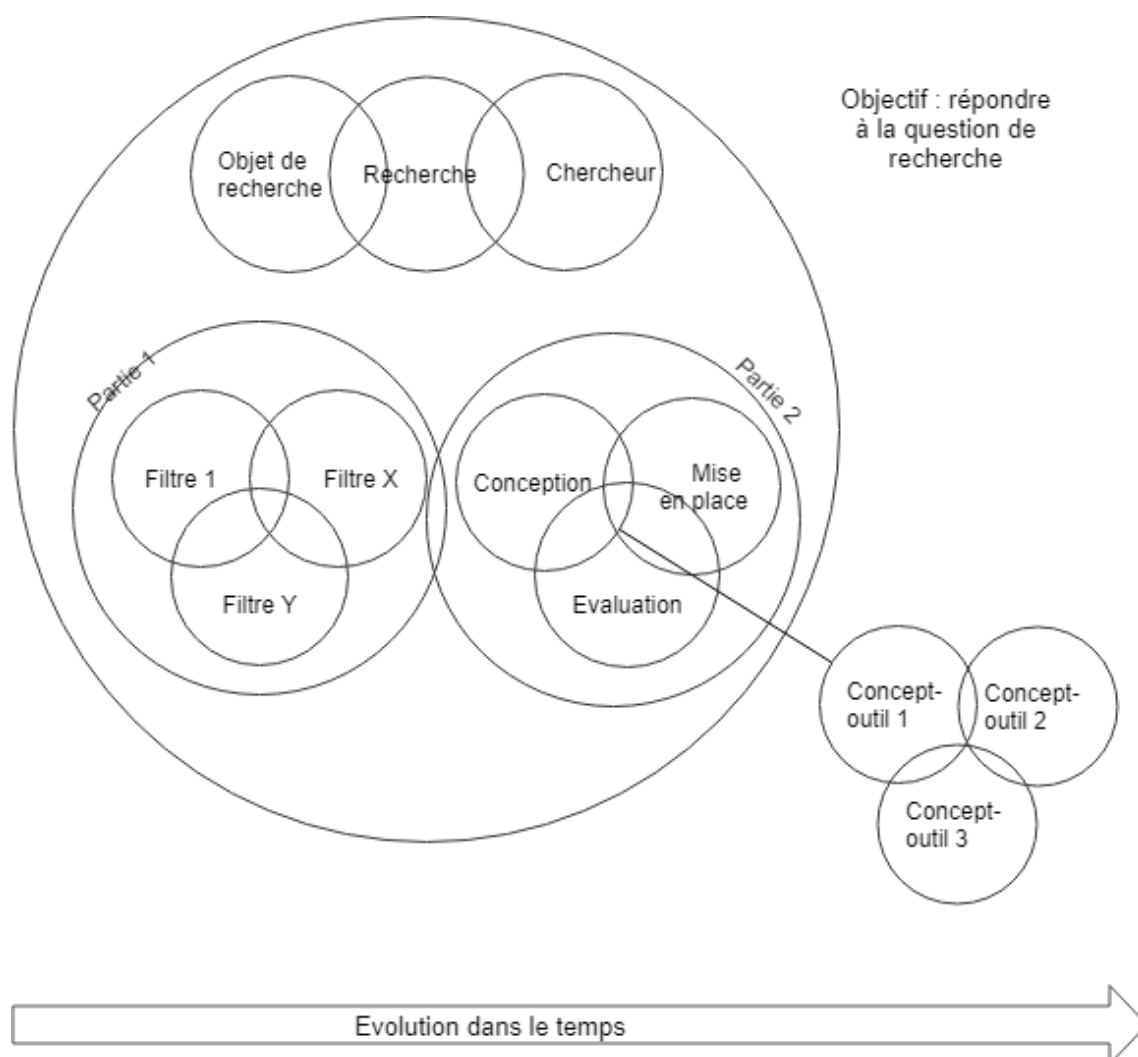 Objectif : répondre
à la question de
recherche
Objet de
recherche
Recherche
Chercheur
Partie 1
Partie 2
Filtre 1
Filtre X
Filtre Y
Conception
Mise
en place
Evaluation
Concept-
outil 1
Concept-
outil 2
Concept-
outil 3
Evolution dans le temps